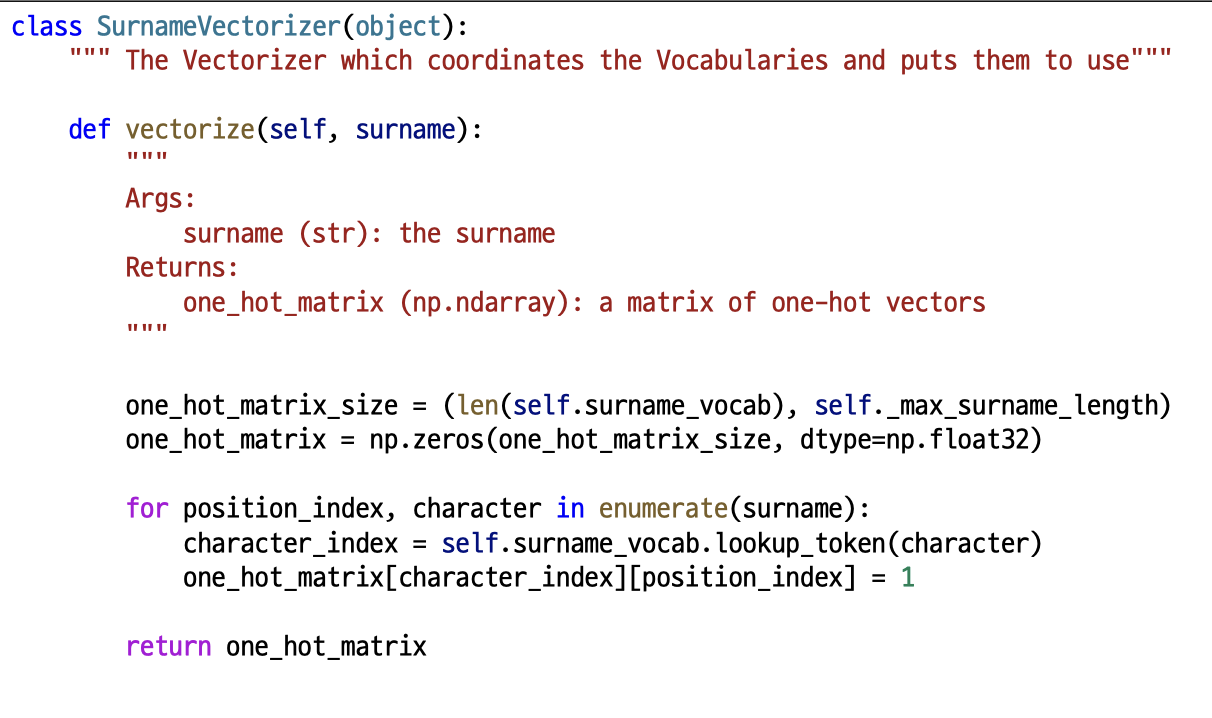 class SurnameVectorizer(object):
    """ The Vectorizer which coordinates the Vocabularies and puts them to use"""
    def vectorize(self, surname):
        """
        Args:
            surname (str): the surname
        Returns:
            one_hot_matrix (np.ndarray): a matrix of one-hot vectors
        """
        one_hot_matrix_size = (len(self.surname_vocab), self._max_surname_length)
        one_hot_matrix = np.zeros(one_hot_matrix_size, dtype=np.float32)
        for position_index, character in enumerate(surname):
            character_index = self.surname_vocab.lookup_token(character)
            one_hot_matrix[character_index][position_index] = 1
        return one_hot_matrix